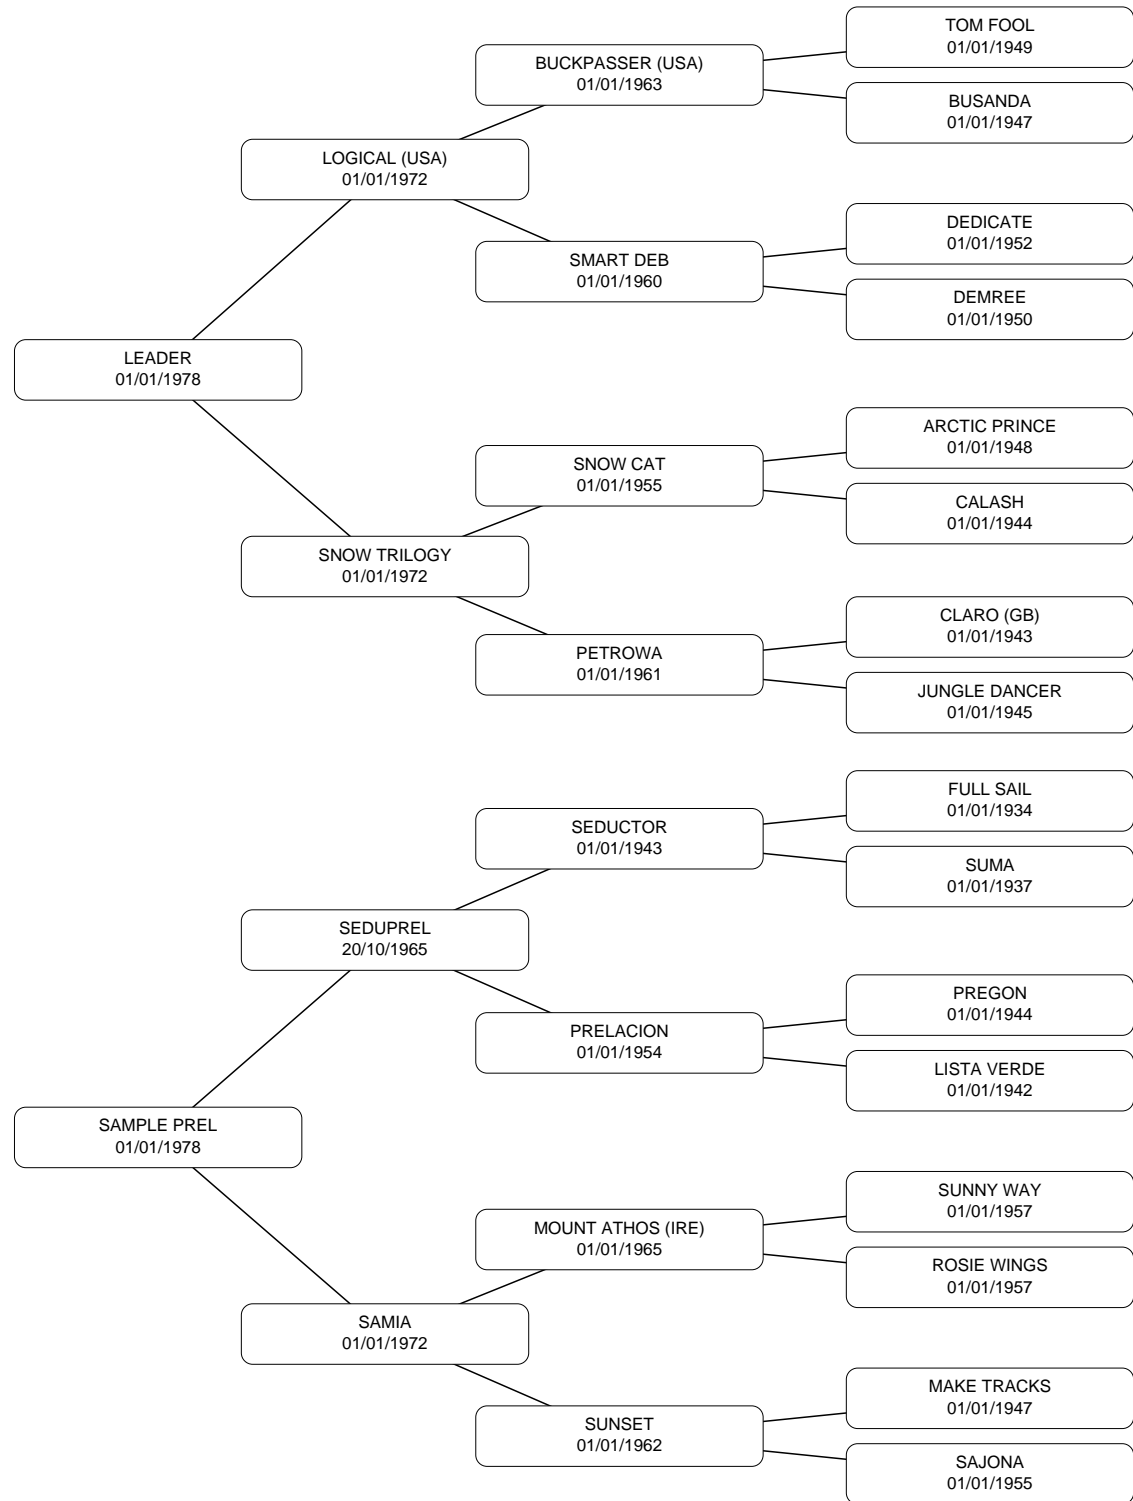 TOM FOOL
01/01/1949
BUCKPASSER (USA)
01/01/1963
BUSANDA
01/01/1947
LOGICAL (USA)
01/01/1972
DEDICATE
01/01/1952
SMART DEB
01/01/1960
DEMREE
01/01/1950
LEADER
01/01/1978
ARCTIC PRINCE
01/01/1948
SNOW CAT
01/01/1955
CALASH
01/01/1944
SNOW TRILOGY
01/01/1972
CLARO (GB)
01/01/1943
PETROWA
01/01/1961
JUNGLE DANCER
01/01/1945
FULL SAIL
01/01/1934
SEDUCTOR
01/01/1943
SUMA
01/01/1937
SEDUPREL
20/10/1965
PREGON
01/01/1944
PRELACION
01/01/1954
LISTA VERDE
01/01/1942
SAMPLE PREL
01/01/1978
SUNNY WAY
01/01/1957
MOUNT ATHOS (IRE)
01/01/1965
ROSIE WINGS
01/01/1957
SAMIA
01/01/1972
MAKE TRACKS
01/01/1947
SUNSET
01/01/1962
SAJONA
01/01/1955